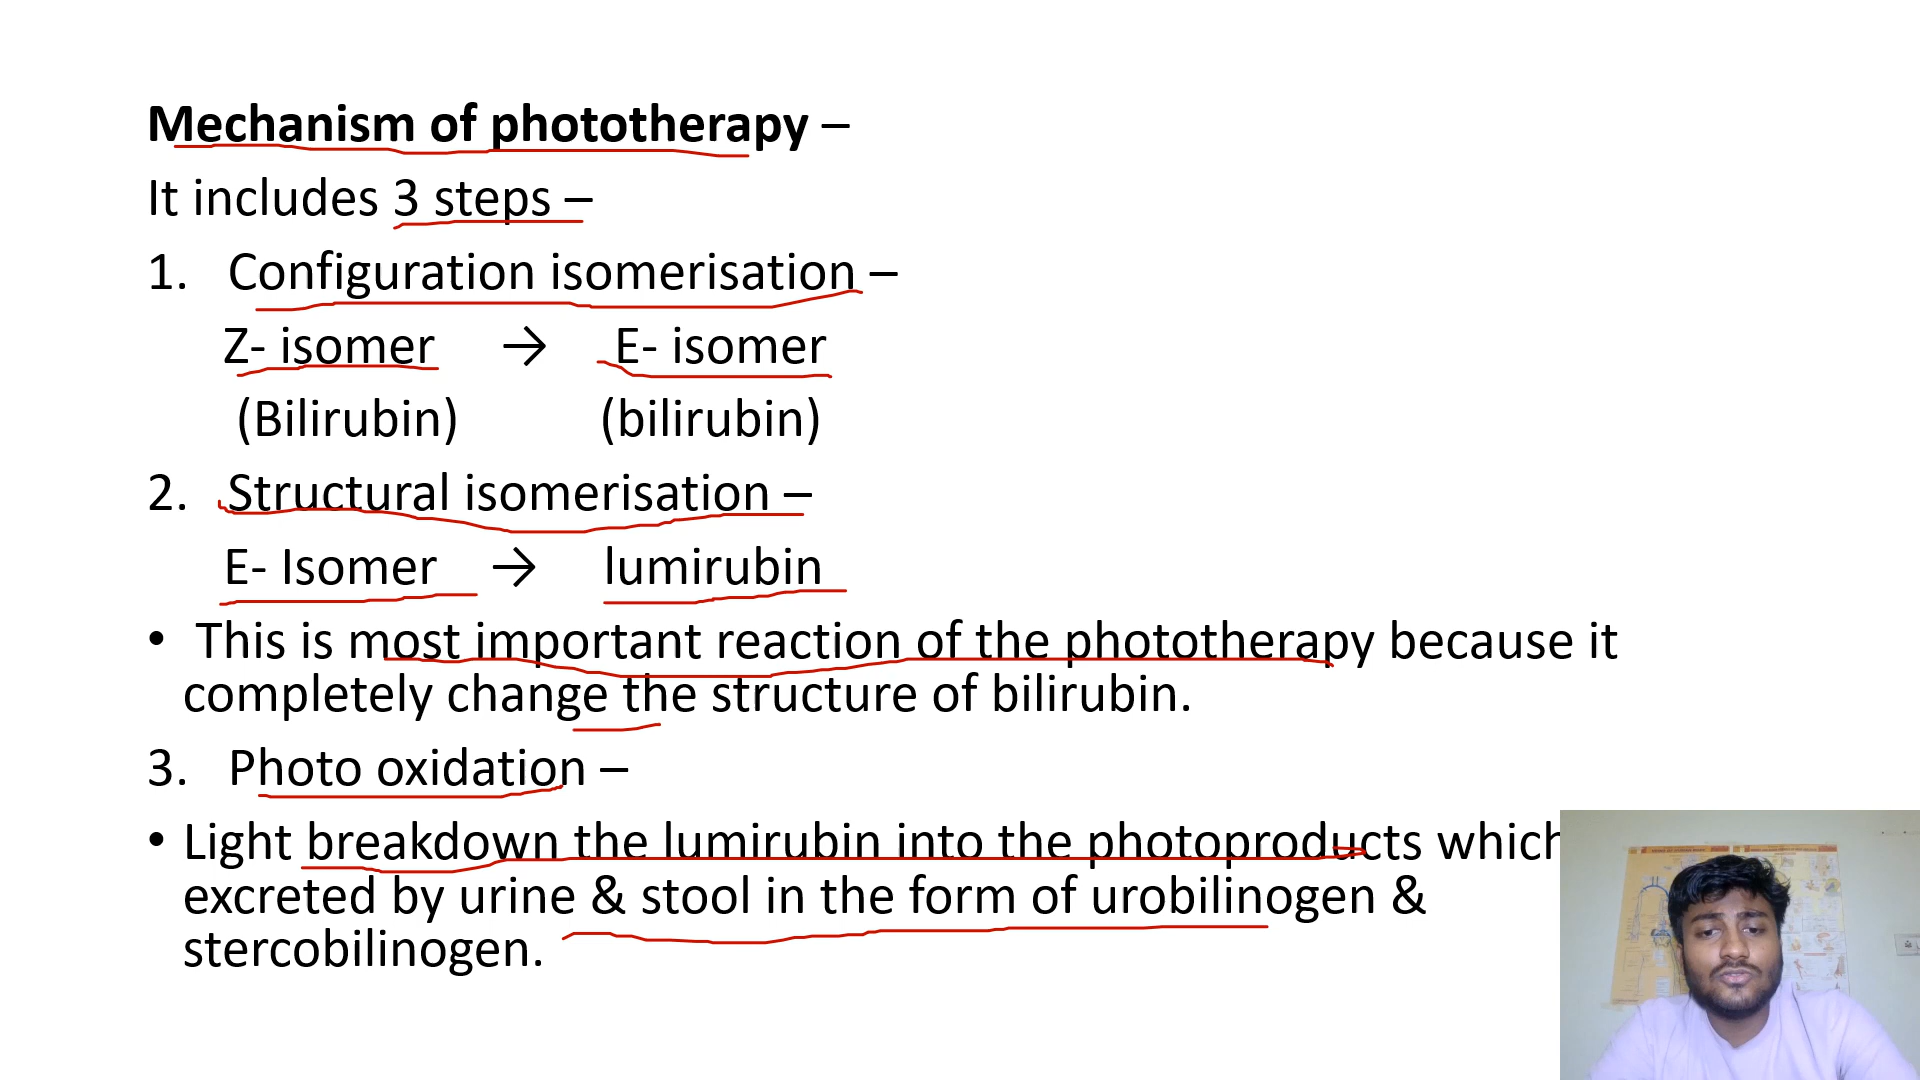 Mechanism of phototherapy –
It includes 3 steps –
1. Configuration isomerisation –
Z- isomer → E- isomer
(Bilirubin) (bilirubin)
2. Structural isomerisation –
E- Isomer → lumirubin
• This is most important reaction of the phototherapy because it
completely change the structure of bilirubin.
3. Photo oxidation –
• Light breakdown the lumirubin into the photoproducts which
excreted by urine & stool in the form of urobilinogen &
stercobilinogen.